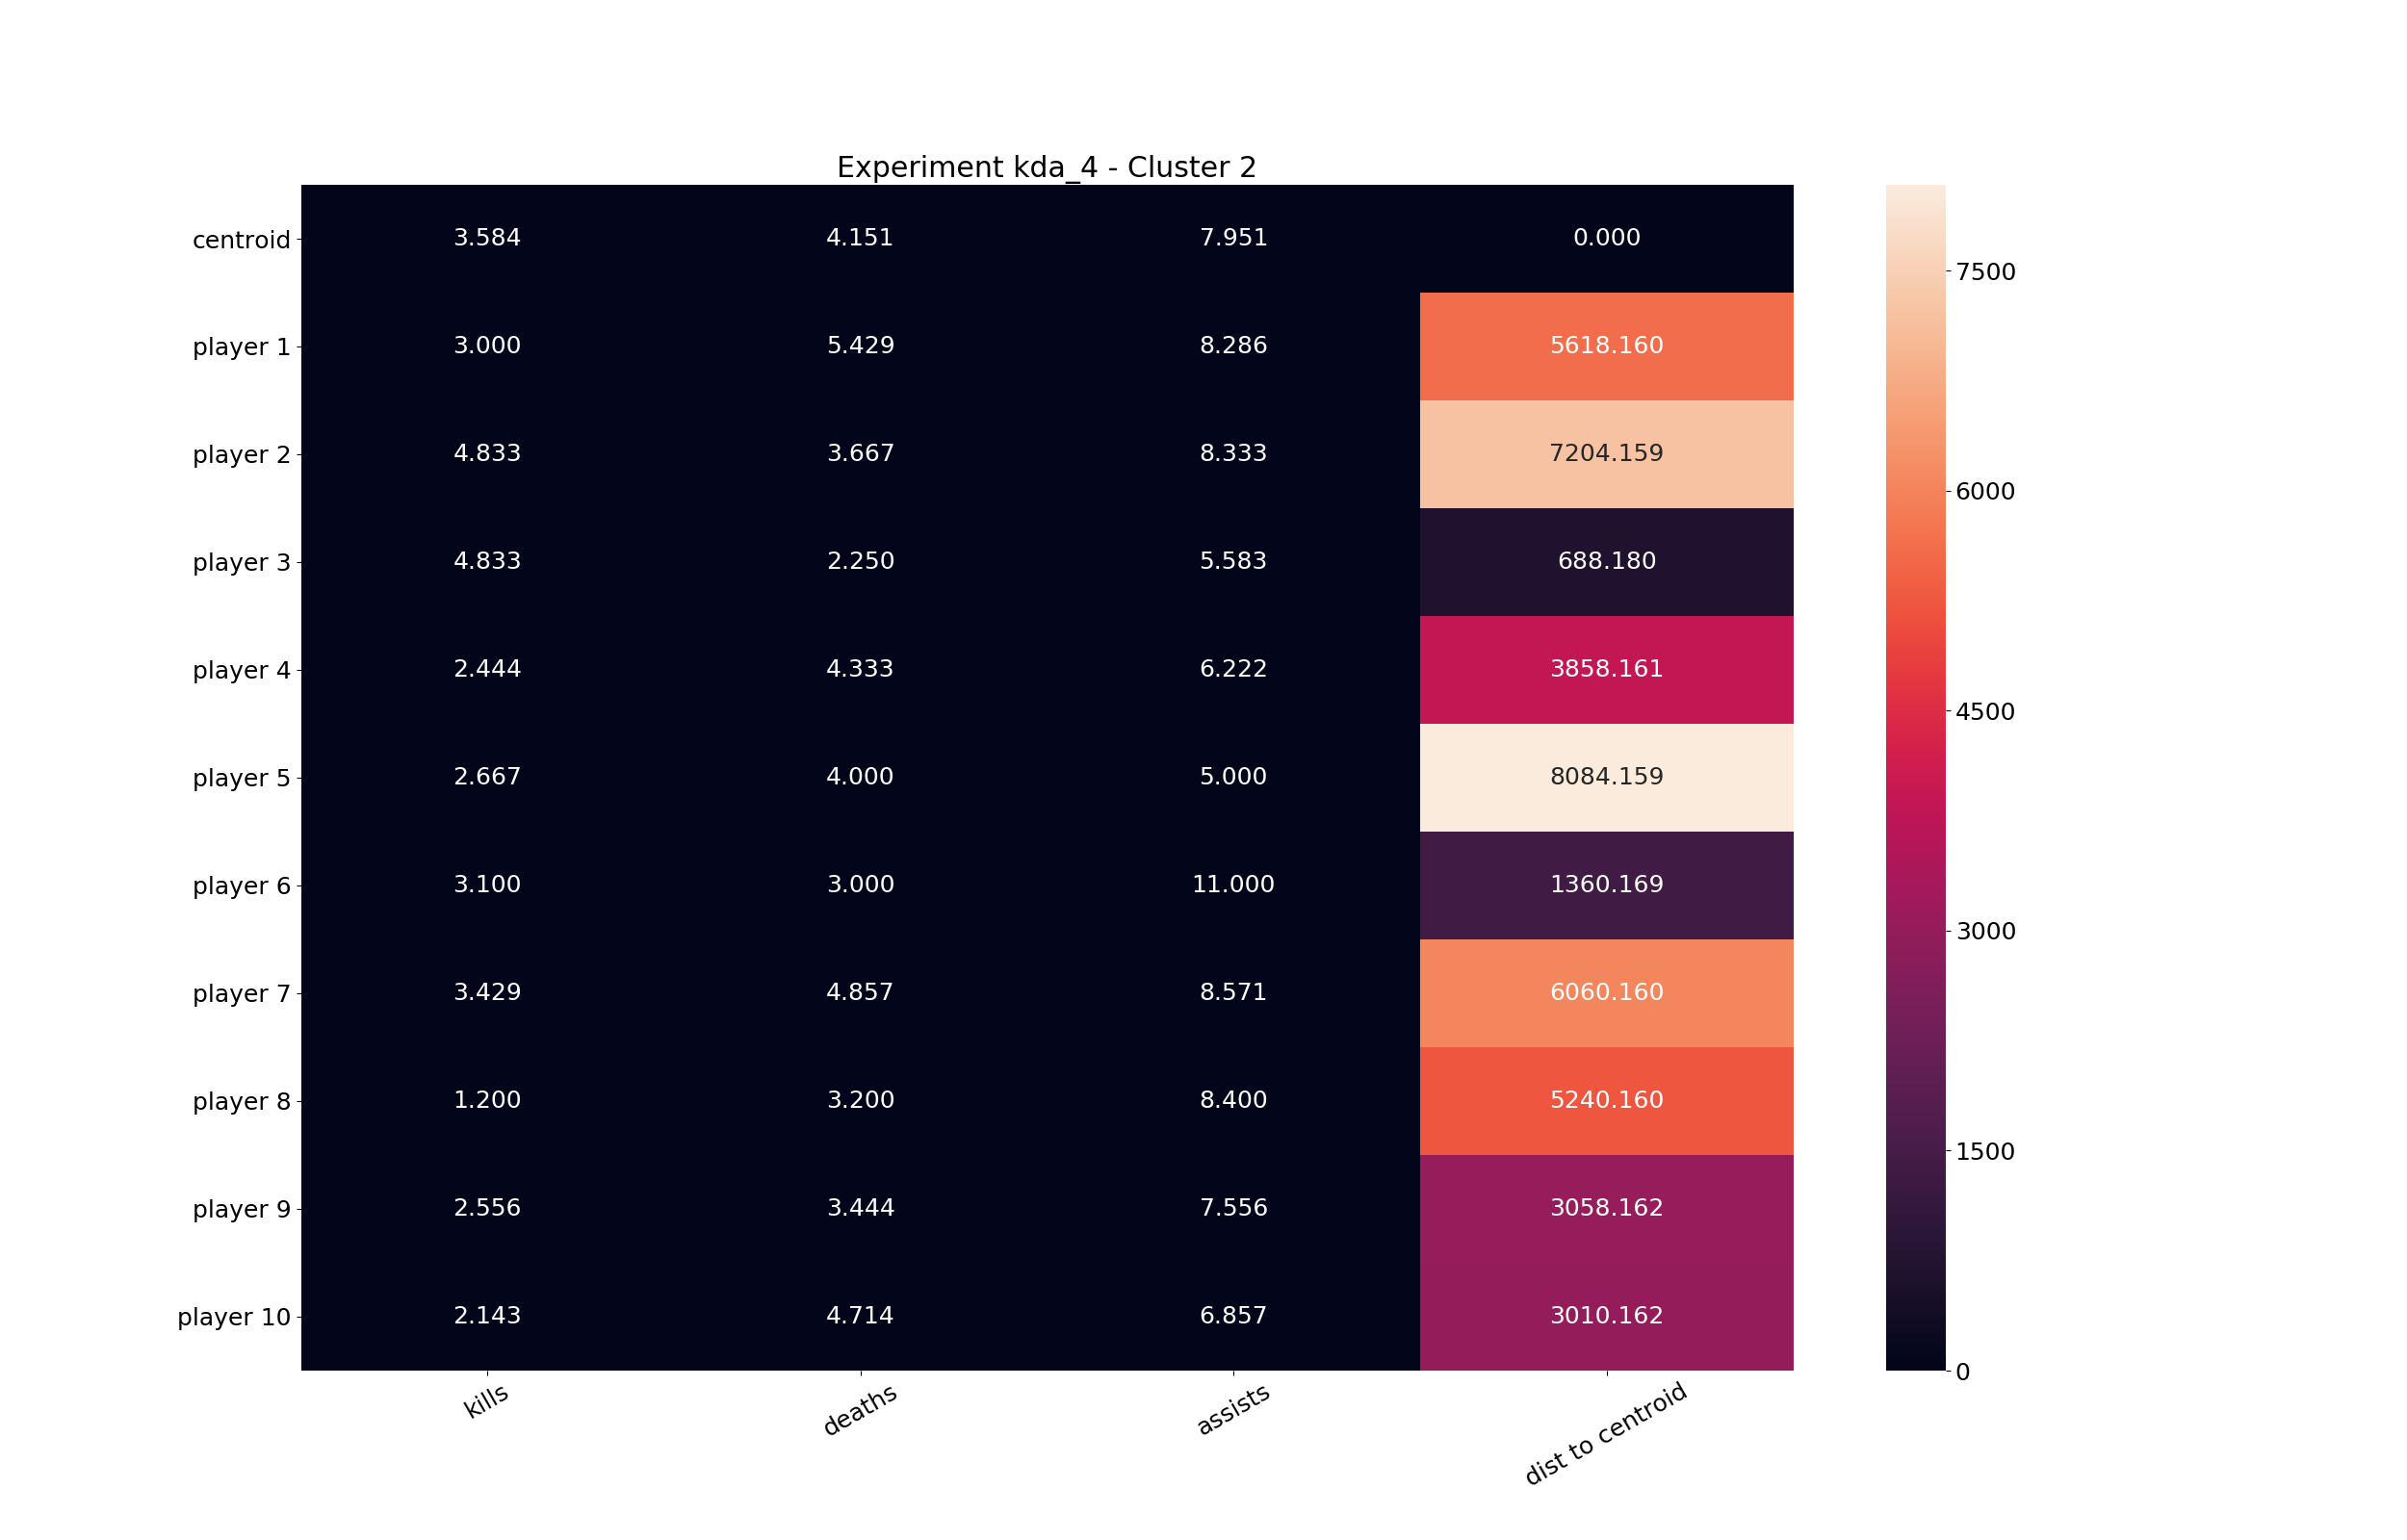 Experiment kda_4 - Cluster 2
centroid 3.584 4.151 7.951 0.000
player 1 3.000 5.429 8.286 5618.160
player 2 4.833 3.667 8.333 7204.159
player 3 4.833 2.250 5.583 688.180
player 4 2.444 4.333 6.222 3858.161
player 5 2.667 4.000 5.000 8084.159
player 6 3.100 3.000 11.000 1360.169
player 7 3.429 4.857 8.571 6060.160
player 8 1.200 3.200 8.400 5240.160
player 9 2.556 3.444 7.556 3058.162
player 10 2.143 4.714 6.857 3010.162
kills deaths assists dist to centroid
7500
6000
4500
3000
1500
0